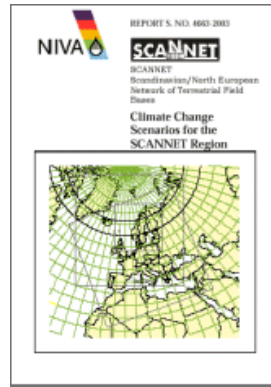 REPORT S. NO. 4663-2003
NIVA
SCANNET
SCANNET
Scandinavian/North European
Network of Terrestrial Field
Bases
Climate Change
Scenarios for the
SCANNET Region